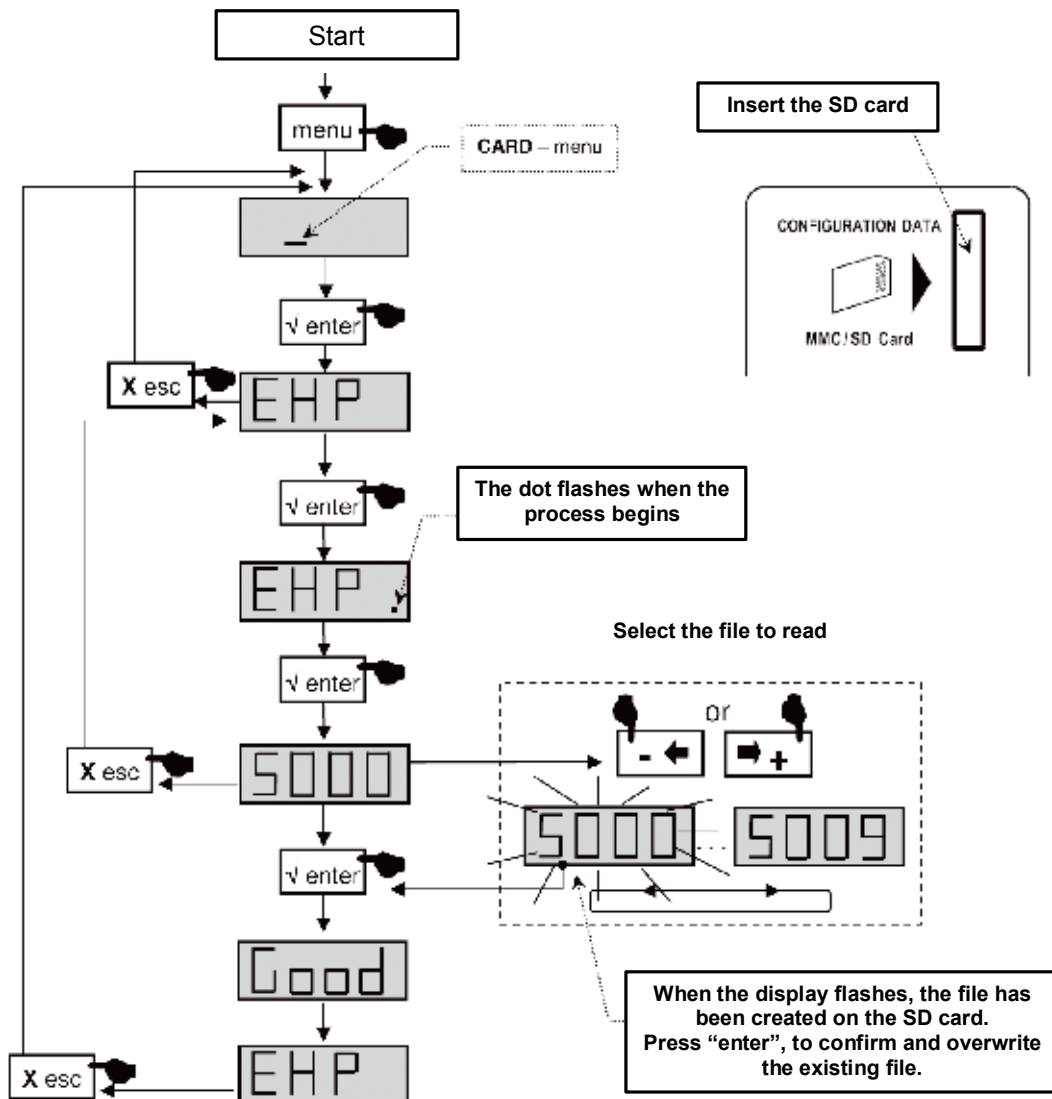 Start
menu
CARD – menu
Insert the SD card
CONFIGURATION DATA
MMC/SD Card
√ enter
X esc
EHP
√ enter
The dot flashes when the
process begins
EHP.
√ enter
Select the file to read
or
- +
X esc
S000
S000
S009
√ enter
Good
When the display flashes, the file has
been created on the SD card.
Press “enter”, to confirm and overwrite
the existing file.
X esc
EHP